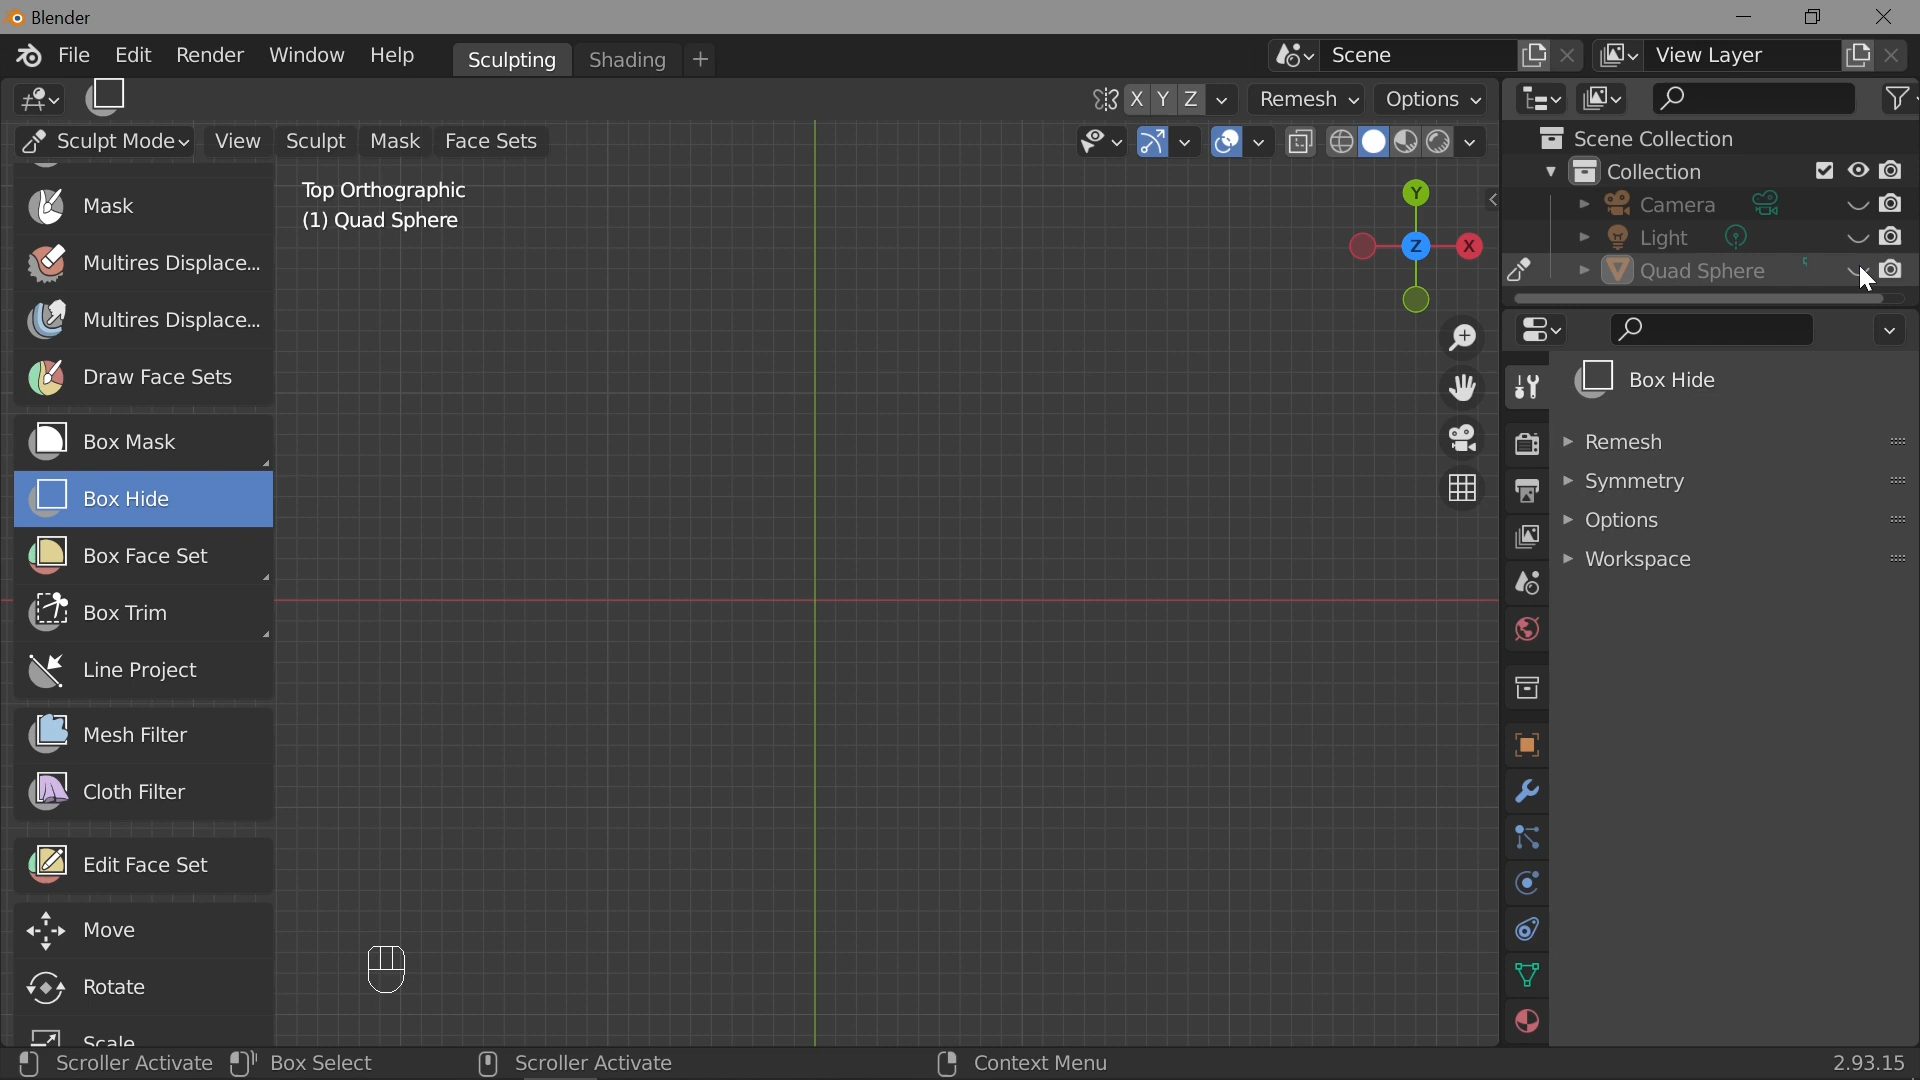 Blender
File Edit Render Window Help Sculpting Shading + Scene View Layer
X Y Z Remesh Options
Sculpt Mode View Sculpt Mask Face Sets
Top Orthographic
(1) Quad Sphere
Y
Z
X
Mask
Multires Displace...
Multires Displace...
Draw Face Sets
Box Mask
Box Hide
Box Face Set
Box Trim
Line Project
Mesh Filter
Cloth Filter
Edit Face Set
Move
Rotate
Scale
Scene Collection
Collection
Camera
Light
Quad Sphere
Box Hide
Remesh
Symmetry
Options
Workspace
Scroller Activate Box Select Scroller Activate Context Menu 2.93.15